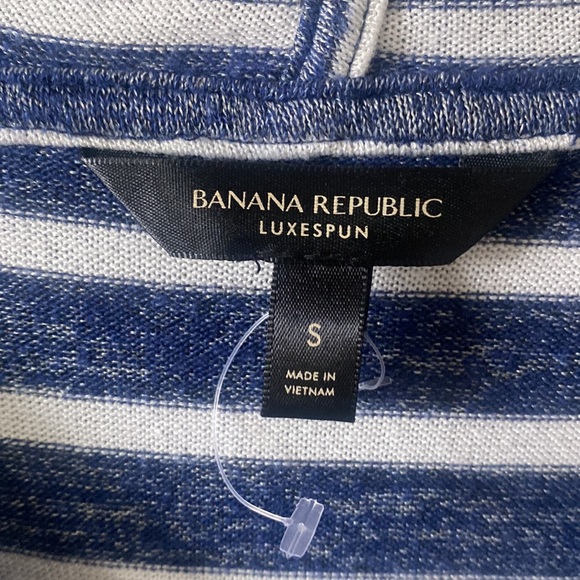 BANANA REPUBLIC
LUXESPUN
S
MADE IN
VIETNAM